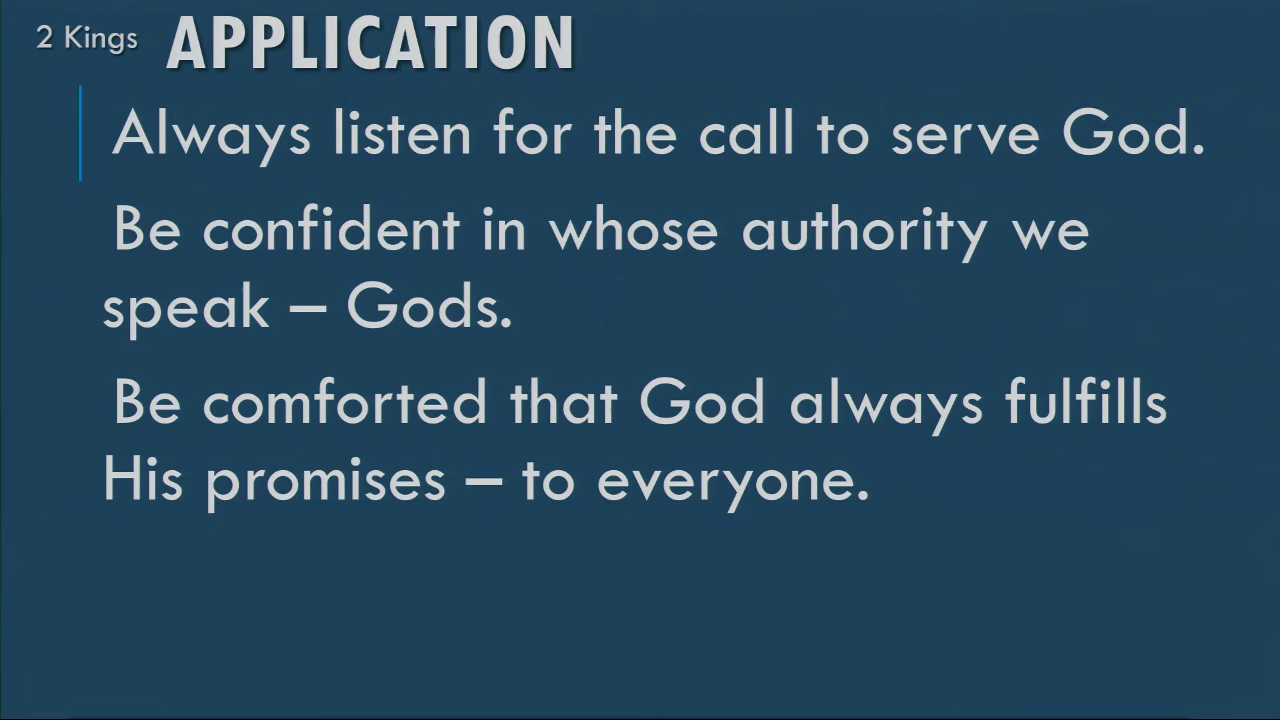 2 Kings APPLICATION
Always listen for the call to serve God.
Be confident in whose authority we
speak – Gods.
Be comforted that God always fulfills
His promises – to everyone.